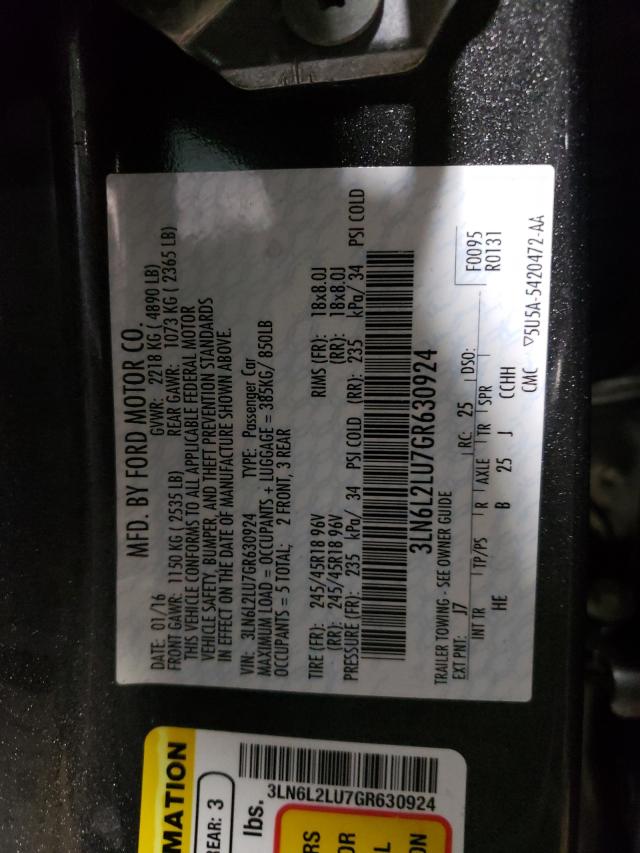 MFD. BY FORD MOTOR CO.
DATE: 01/16 GVWR: 2218 KG ( 4890 LB)
FRONT GAWR: 1150 KG ( 2535 LB) REAR GAWR: 1073 KG ( 2365 LB)
THIS VEHICLE CONFORMS TO ALL APPLICABLE FEDERAL MOTOR
VEHICLE SAFETY, BUMPER, AND THEFT PREVENTION STANDARDS
IN EFFECT ON THE DATE OF MANUFACTURE SHOWN ABOVE.
VIN: 3LN6L2LU7GR630924 TYPE: Passenger Car
MAXIMUM LOAD = OCCUPANTS + LUGGAGE = 385KG/ 850LB
OCCUPANTS = 5 TOTAL; 2 FRONT, 3 REAR
TIRE (FR): 245/45R18 96V RIMS (FR): 18x8.0J
(RR): 245/45R18 96V (RR): 18x8.0J
PRESSURE (FR): 235 kPa/ 34 PSI COLD (RR): 235 kPa/ 34 PSI COLD
3LN6L2LU7GR630924
TRAILER TOWING - SEE OWNER GUIDE
EXT PNT: J7 RC: 25 DSO: F0095
INT TR TP/PS R AXLE TR SPR R0131
HE B 25 J CCHH
CMC ▽5U5A-5420472-AA
MATION
REAR: 3
lbs.
3LN6L2LU7GR630924
RS
OR
L
ON